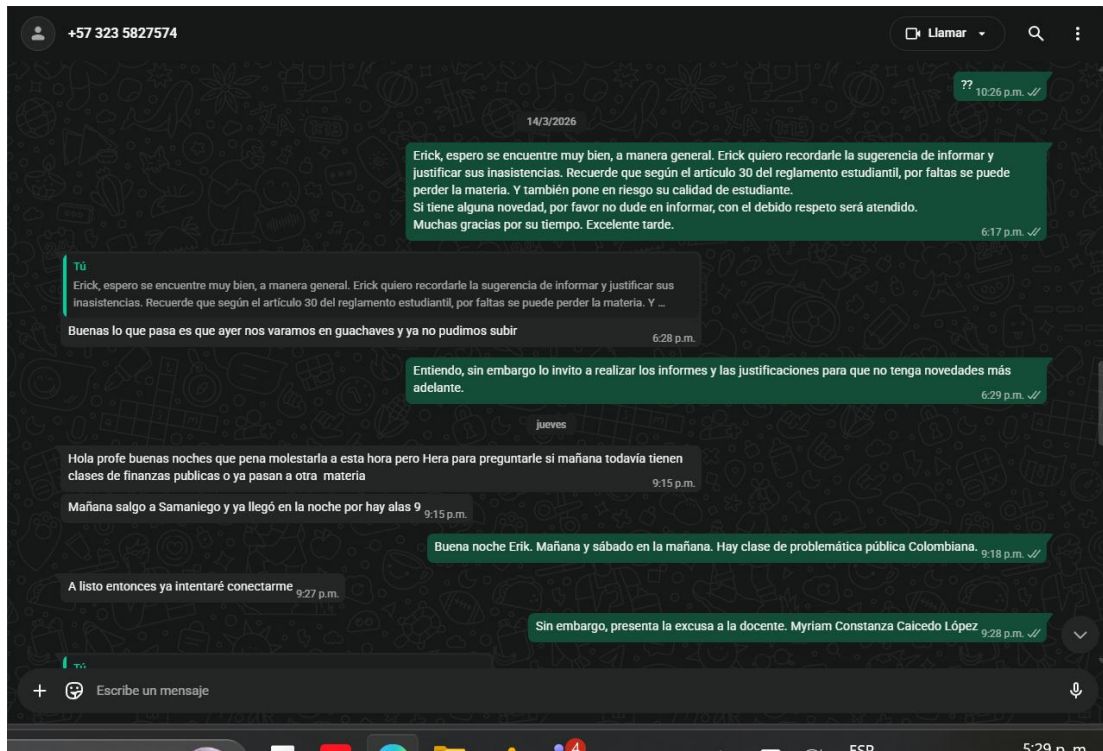 +57 323 5827574
Llamar
?? 10:26 p.m.
14/3/2026
Erick, espero se encuentre muy bien, a manera general. Erick quiero recordarle la sugerencia de informar y
justificar sus inasistencias. Recuerde que según el artículo 30 del reglamento estudiantil, por faltas se puede
perder la materia. Y también pone en riesgo su calidad de estudiante.
Si tiene alguna novedad, por favor no dude en informar, con el debido respeto será atendido.
Muchas gracias por su tiempo. Excelente tarde.
6:17 p.m.
Tú
Erick, espero se encuentre muy bien, a manera general. Erick quiero recordarle la sugerencia de informar y justificar sus
inasistencias. Recuerde que según el artículo 30 del reglamento estudiantil, por faltas se puede perder la materia. Y ...
Buenas lo que pasa es que ayer nos varamos en guachaves y ya no pudimos subir
6:28 p.m.
Entiendo, sin embargo lo invito a realizar los informes y las justificaciones para que no tenga novedades más
adelante.
6:29 p.m.
jueves
Hola profe buenas noches que pena molestarla a esta hora pero Hera para preguntarle si mañana todavía tienen
clases de finanzas publicas o ya pasan a otra materia
9:15 p.m.
Mañana salgo a Samaniego y ya llegó en la noche por hay alas 9 9:15 p.m.
Buena noche Erik. Mañana y sábado en la mañana. Hay clase de problemática pública Colombiana. 9:18 p.m.
A listo entonces ya intentaré conectarme 9:27 p.m.
Sin embargo, presenta la excusa a la docente. Myriam Constanza Caicedo López 9:28 p.m.
Tú
Escribe un mensaje
4
ESP
5:29 p. m.